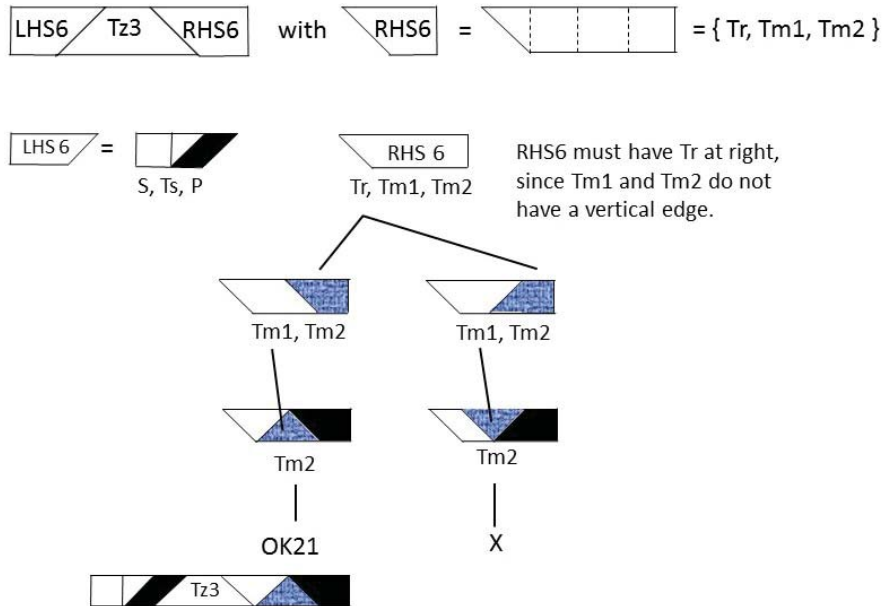 LHS6 Tz3 RHS6 with RHS6 = = { Tr, Tm1, Tm2 }
LHS 6 =
S, Ts, P
RHS 6
Tr, Tm1, Tm2
RHS6 must have Tr at right,
since Tm1 and Tm2 do not
have a vertical edge.
Tm1, Tm2 Tm1, Tm2
Tm2 Tm2
OK21 X
Tz3